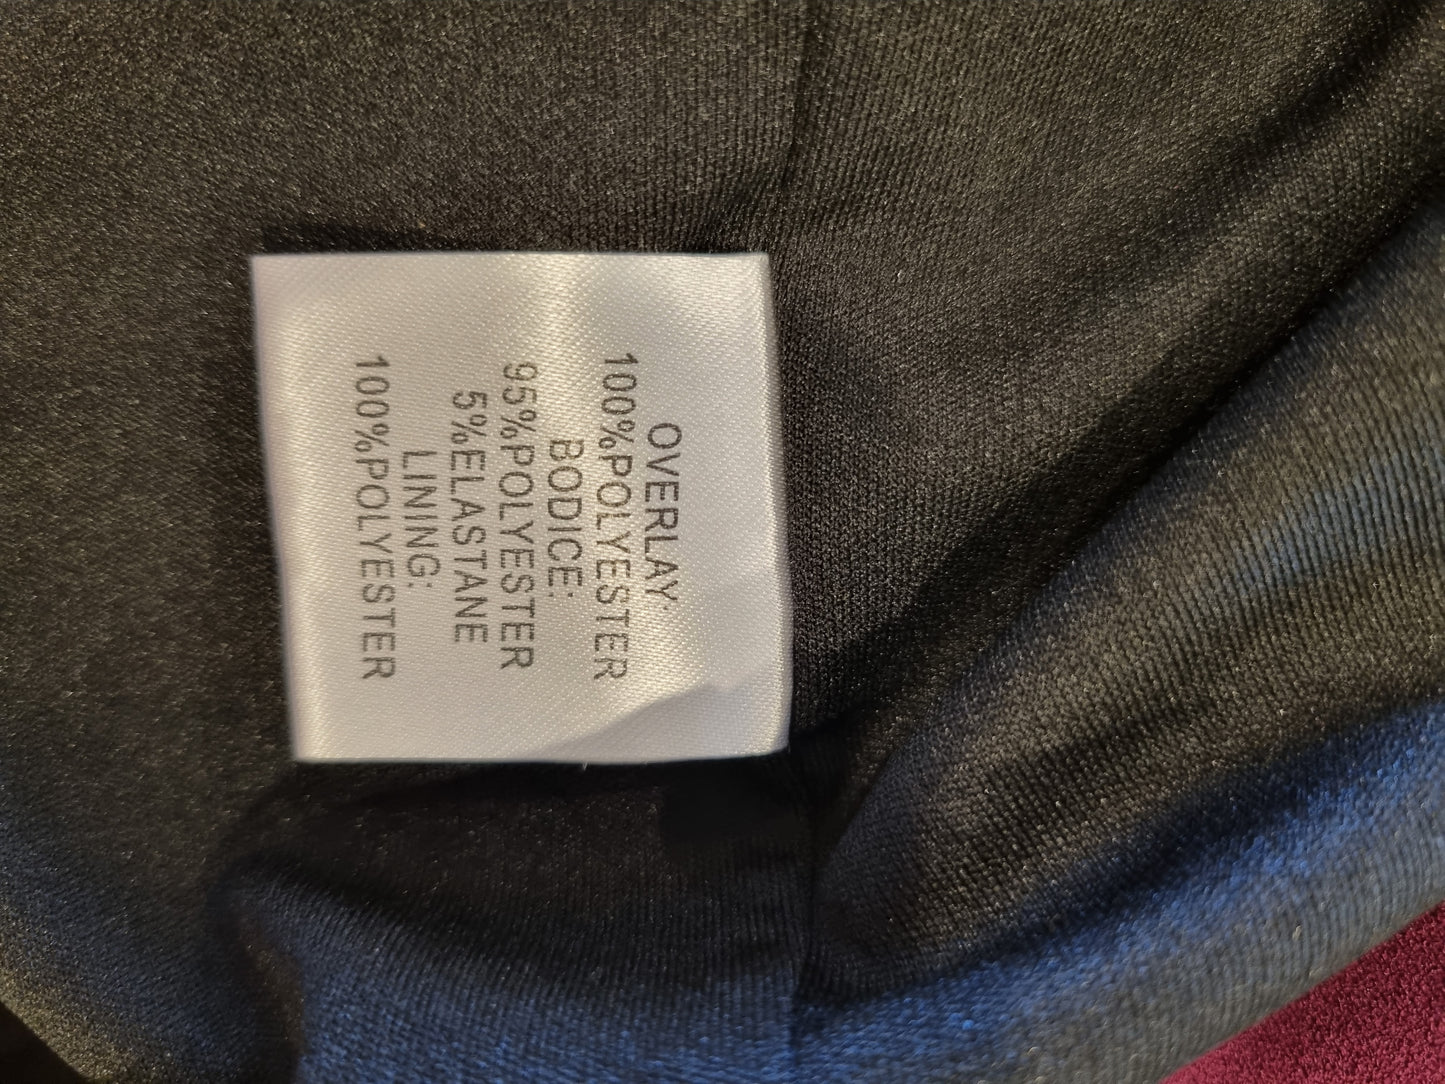 OVERLAY:
100%POLYESTER
BODICE:
95%POLYESTER
5%ELASTANE
LINING:
100%POLYESTER